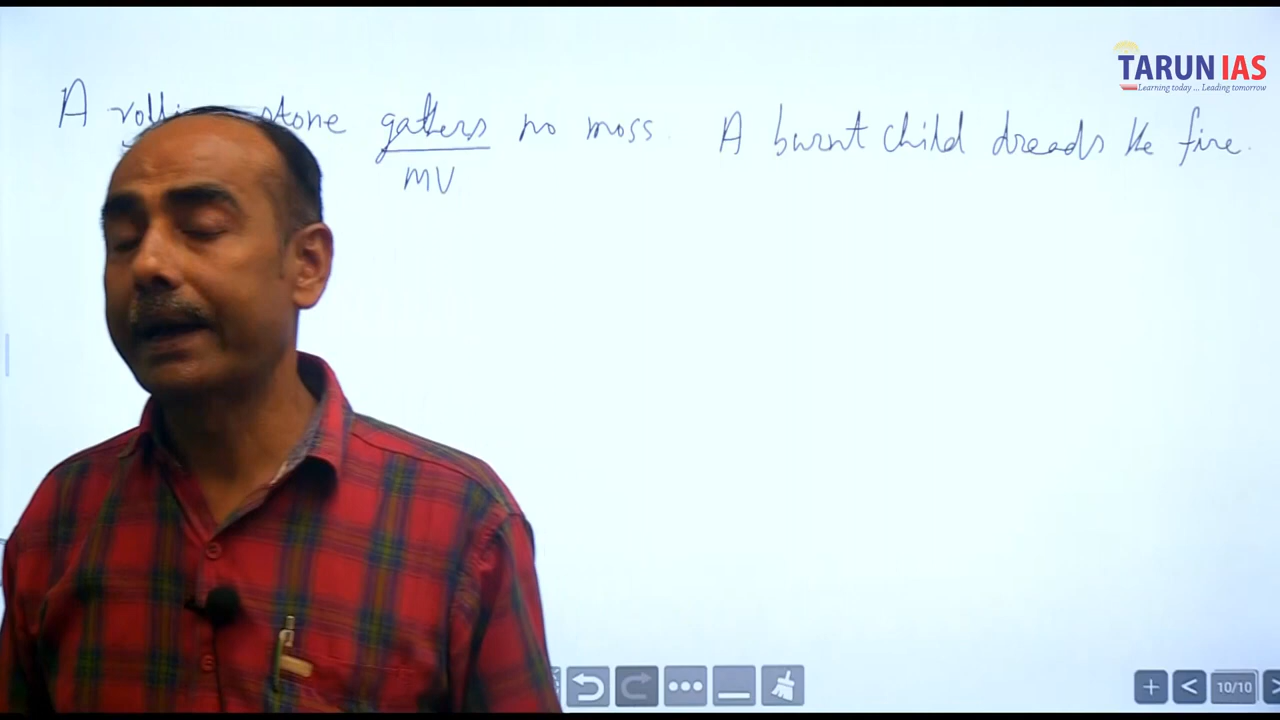 TARUN IAS
Learning today ... Leading tomorrow
A stone gathers no moss. A burnt child dreads the fire.
MV
10/10